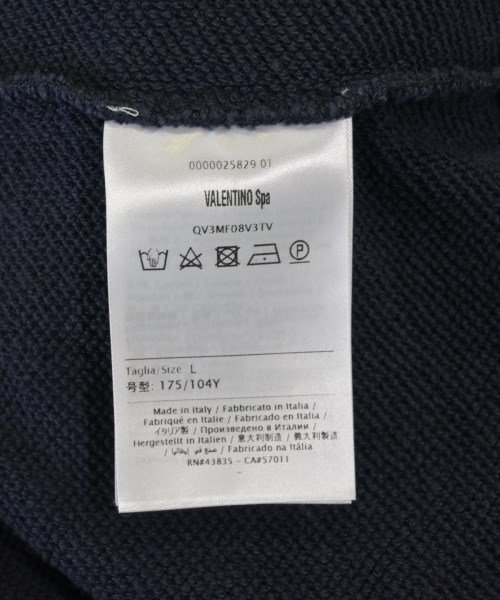 0000025829 01
VALENTINO Spa
QV3MF08V3TV
P
Taglia/Size L
号型: 175/104Y
Made in Italy / Fabbricato in Italia /
Fabriqué en Italie / Fabricado en Italia /
イタリア製 / Произведено в Италии /
Hergestellt in Italien / 意大利制造 / 義大利製造 /
صنع في إيطاليا / Fabricado na Itália
RN#43835 - CA#57011
-